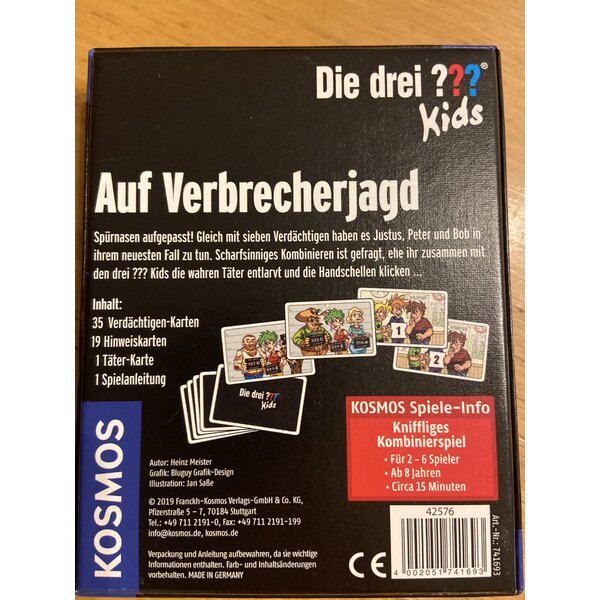 Die drei ???®
Kids
Auf Verbrecherjagd
Spürnasen aufgepasst! Gleich mit sieben Verdächtigen haben es Justus, Peter und Bob in
ihrem neuesten Fall zu tun. Scharfsinniges Kombinieren ist gefragt, ehe ihr zusammen mit
den drei ??? Kids die wahren Täter entlarvt und die Handschellen klicken ...
Inhalt:
35 Verdächtigen-Karten
19 Hinweiskarten
1 Täter-Karte
1 Spielanleitung
1
2
Die drei ???
Kids
KOSMOS
Autor: Heinz Meister
Grafik: Bluguy Grafik-Design
Illustration: Jan Saße
© 2019 Franckh-Kosmos Verlags-GmbH & Co. KG,
Pfizerstraße 5 – 7, 70184 Stuttgart
Tel.: +49 711 2191-0, Fax: +49 711 2191-199
info@kosmos.de, kosmos.de
Verpackung und Anleitung aufbewahren, da sie wichtige
Informationen enthalten. Farb- und Inhaltsänderungen
vorbehalten. MADE IN GERMANY
KOSMOS Spiele-Info
Kniffliges
Kombinierspiel
• Für 2 – 6 Spieler
• Ab 8 Jahren
• Circa 15 Minuten
42576
CE
4 002051 741693
Art.-Nr.: 741693